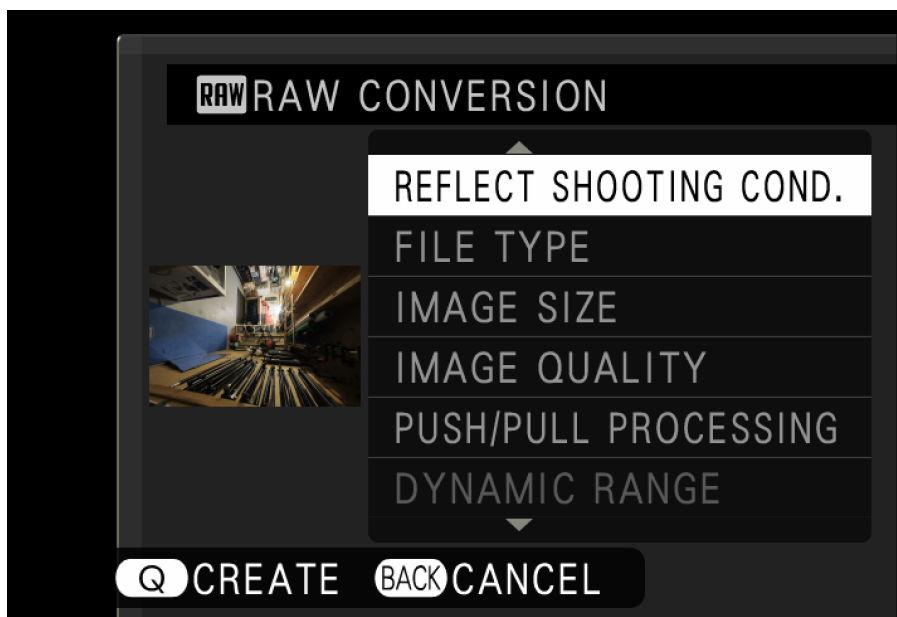 RAW RAW CONVERSION
REFLECT SHOOTING COND.
FILE TYPE
IMAGE SIZE
IMAGE QUALITY
PUSH/PULL PROCESSING
DYNAMIC RANGE
Q CREATE BACK CANCEL